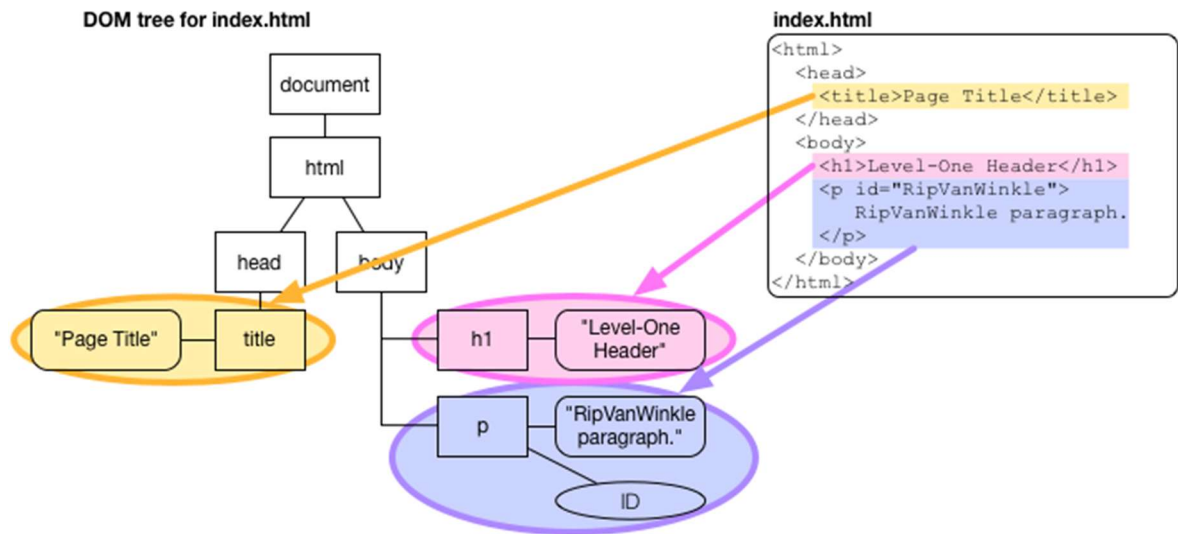 DOM tree for index.html
document
html
head
body
"Page Title"
title
h1
"Level-One
Header"
p
"RipVanWinkle
paragraph."
ID
index.html
<html>
<head>
<title>Page Title</title>
</head>
<body>
<h1>Level-One Header</h1>
<p id="RipVanWinkle">
RipVanWinkle paragraph.
</p>
</body>
</html>